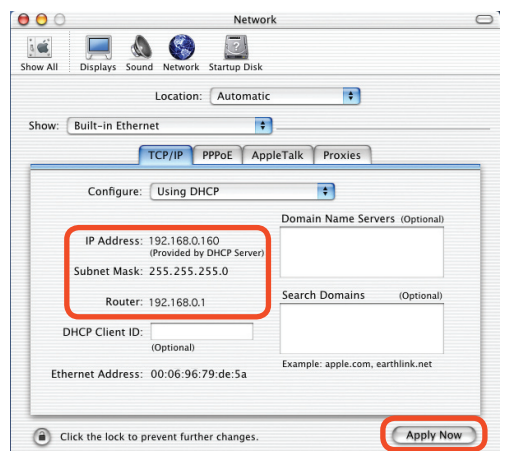 Network
Show All Displays Sound Network Startup Disk
Location: Automatic
Show: Built-in Ethernet
TCP/IP PPPoE AppleTalk Proxies
Configure: Using DHCP
Domain Name Servers (Optional)
IP Address: 192.168.0.160
(Provided by DHCP Server)
Subnet Mask: 255.255.255.0
Router: 192.168.0.1
Search Domains (Optional)
DHCP Client ID:
(Optional)
Example: apple.com, earthlink.net
Ethernet Address: 00:06:96:79:de:5a
Click the lock to prevent further changes.
Apply Now